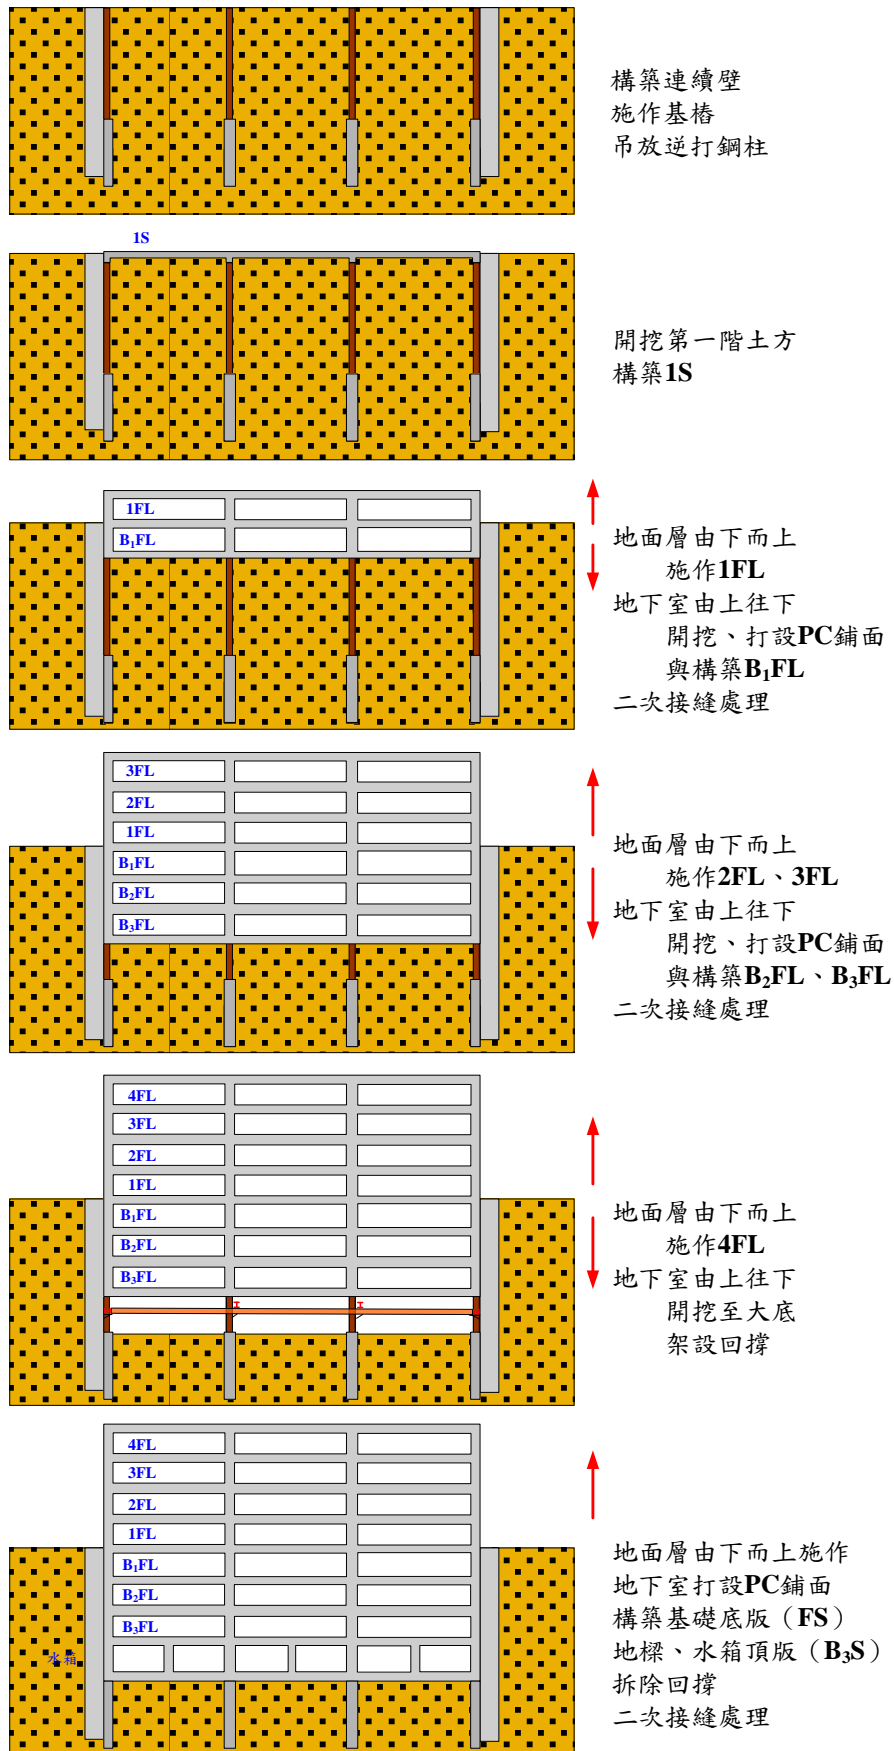 構築連續壁
施作基樁
吊放逆打鋼柱
1S
開挖第一階土方
構築1S
1FL
B₁FL
地面層由下而上
施作1FL
地下室由上往下
開挖、打設PC鋪面
與構築B₁FL
二次接縫處理
3FL
2FL
1FL
B₁FL
B₂FL
B₃FL
地面層由下而上
施作2FL、3FL
地下室由上往下
開挖、打設PC鋪面
與構築B₂FL、B₃FL
二次接縫處理
4FL
3FL
2FL
1FL
B₁FL
B₂FL
B₃FL
地面層由下而上
施作4FL
地下室由上往下
開挖至大底
架設回撐
4FL
3FL
2FL
1FL
B₁FL
B₂FL
B₃FL
水箱
地面層由下而上施作
地下室打設PC鋪面
構築基礎底版（FS）
地樑、水箱頂版（B₃S）
拆除回撐
二次接縫處理